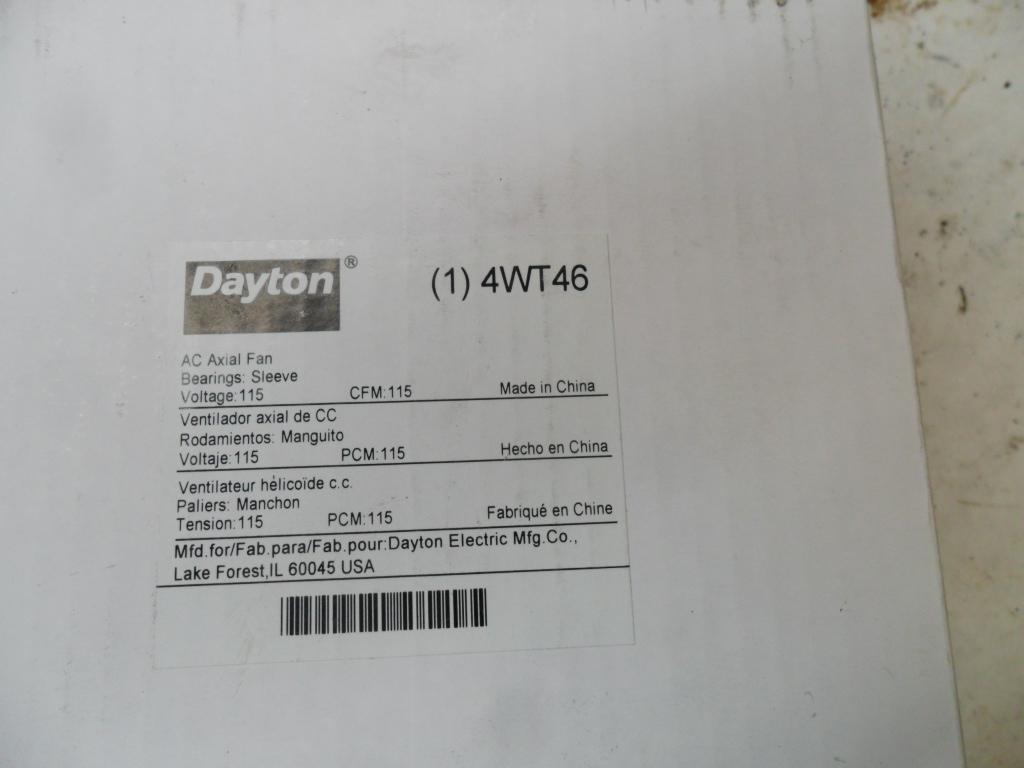 Dayton® (1) 4WT46
AC Axial Fan
Bearings: Sleeve
Voltage:115 CFM:115 Made in China
Ventilador axial de CC
Rodamientos: Manguito
Voltaje:115 PCM:115 Hecho en China
Ventilateur hélicoïde c.c.
Paliers: Manchon
Tension:115 PCM:115 Fabriqué en Chine
Mfd.for/Fab.para/Fab.pour:Dayton Electric Mfg.Co.,
Lake Forest,IL 60045 USA